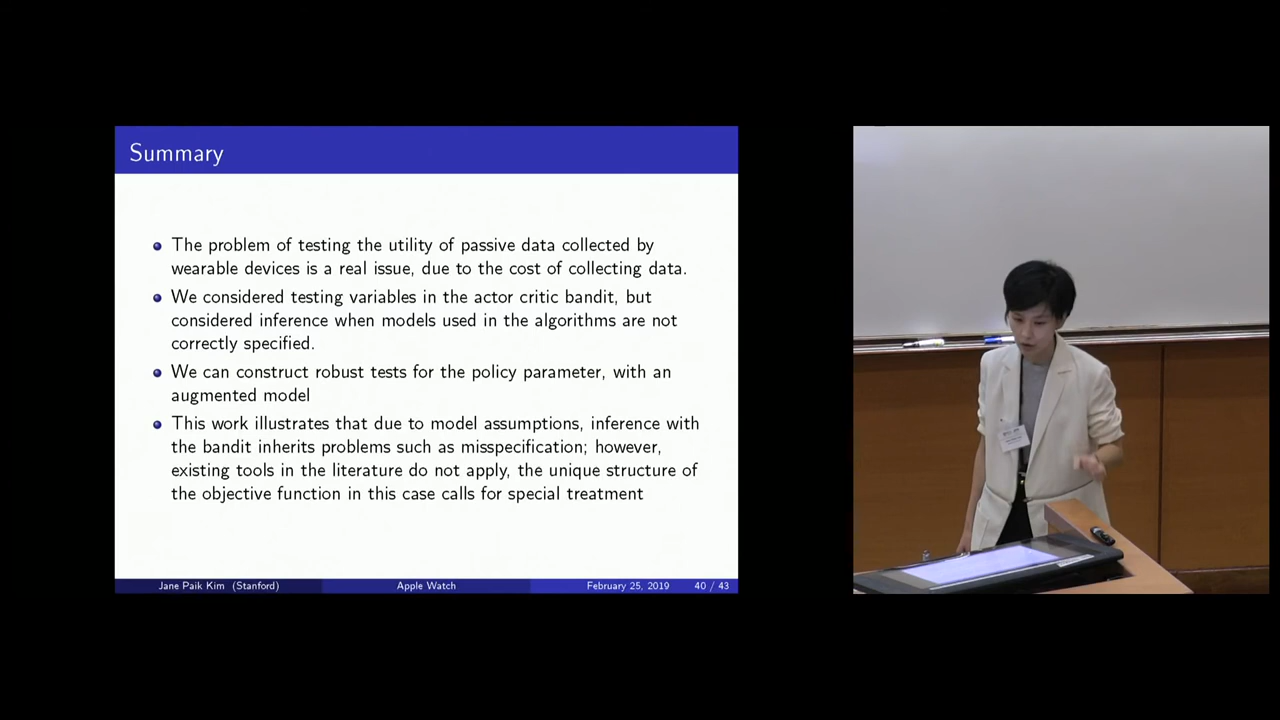 Summary
The problem of testing the utility of passive data collected by
wearable devices is a real issue, due to the cost of collecting data.
We considered testing variables in the actor critic bandit, but
considered inference when models used in the algorithms are not
correctly specified.
We can construct robust tests for the policy parameter, with an
augmented model
This work illustrates that due to model assumptions, inference with
the bandit inherits problems such as misspecification; however,
existing tools in the literature do not apply, the unique structure of
the objective function in this case calls for special treatment
Jane Paik Kim (Stanford)
Apple Watch
February 25, 2019
40 / 43